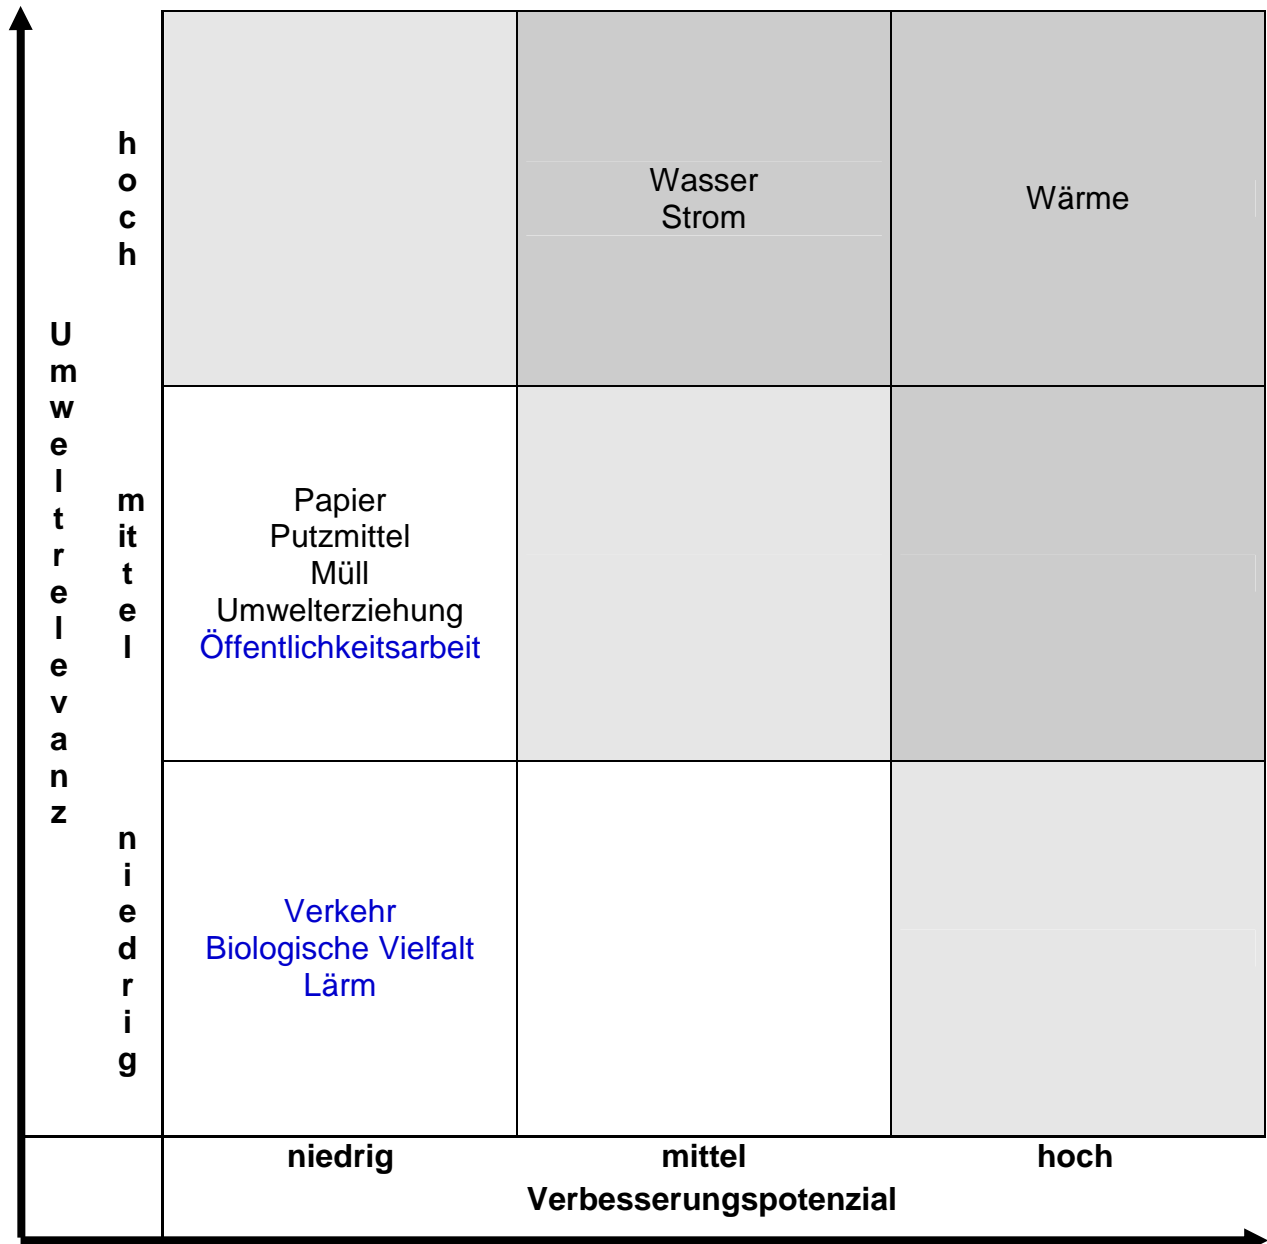 Umweltrelevanz
hoch
Wasser
Strom
Wärme
mittel
Papier
Putzmittel
Müll
Umwelterziehung
Öffentlichkeitsarbeit
niedrig
Verkehr
Biologische Vielfalt
Lärm
niedrig mittel hoch
Verbesserungspotenzial